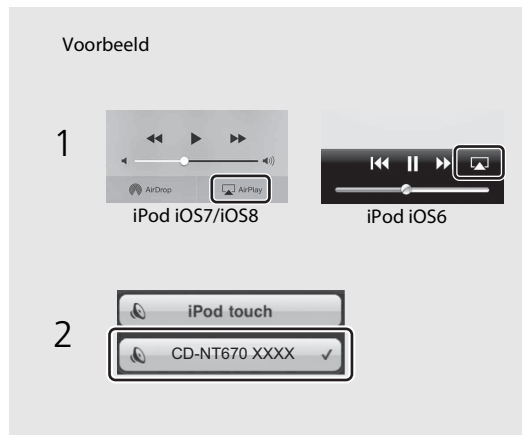 Voorbeeld
1
AirDrop AirPlay
iPod iOS7/iOS8
iPod iOS6
2
iPod touch
CD-NT670 XXXX